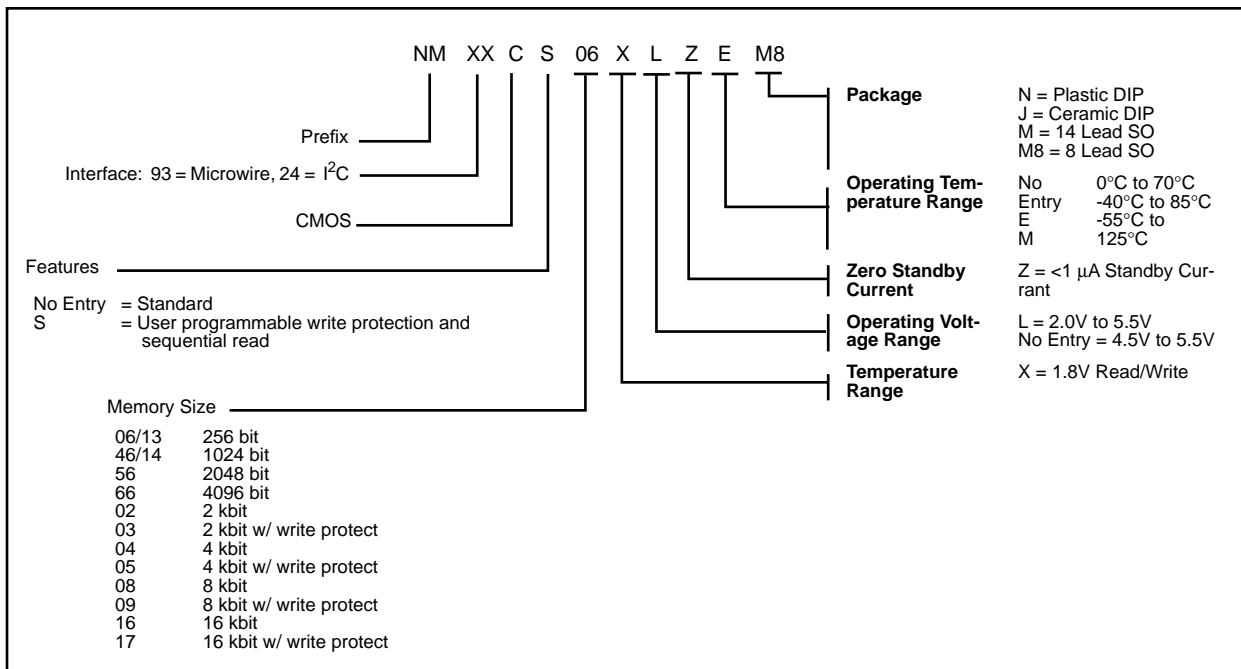 NM XX C S 06 X L Z E M8
Prefix
Interface: 93 = Microwire, 24 = I²C
CMOS
Features
No Entry = Standard
S = User programmable write protection and
sequential read
Memory Size
06/13 256 bit
46/14 1024 bit
56 2048 bit
66 4096 bit
02 2 kbit
03 2 kbit w/ write protect
04 4 kbit
05 4 kbit w/ write protect
08 8 kbit
09 8 kbit w/ write protect
16 16 kbit
17 16 kbit w/ write protect
Package
N = Plastic DIP
J = Ceramic DIP
M = 14 Lead SO
M8 = 8 Lead SO
Operating Tem-
perature Range
No 0°C to 70°C
Entry -40°C to 85°C
E -55°C to
M 125°C
Zero Standby
Current
Z = <1 μA Standby Cur-
rant
Operating Volt-
age Range
L = 2.0V to 5.5V
No Entry = 4.5V to 5.5V
Temperature
Range
X = 1.8V Read/Write